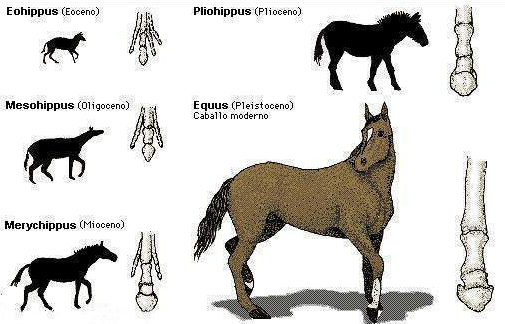 Eohippus (Eoceno)
Mesohippus (Oligoceno)
Merychippus (Mioceno)
Pliohippus (Plioceno)
Equus (Pleistoceno)
Caballo moderno